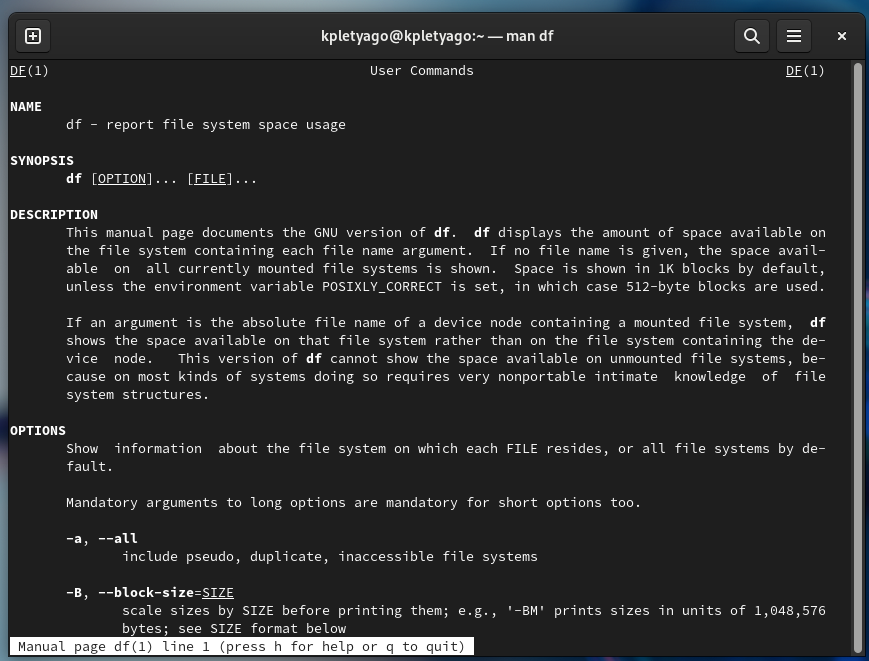 kpletyago@kpletyago:~ — man df
DF(1) User Commands DF(1)
NAME
df - report file system space usage
SYNOPSIS
df [OPTION]... [FILE]...
DESCRIPTION
This manual page documents the GNU version of df.  df displays the amount of space available on
the file system containing each file name argument.  If no file name is given, the space avail-
able  on  all currently mounted file systems is shown.  Space is shown in 1K blocks by default,
unless the environment variable POSIXLY_CORRECT is set, in which case 512-byte blocks are used.
If an argument is the absolute file name of a device node containing a mounted file system,  df
shows the space available on that file system rather than on the file system containing the de-
vice  node.   This version of df cannot show the space available on unmounted file systems, be-
cause on most kinds of systems doing so requires very nonportable intimate  knowledge  of  file
system structures.
OPTIONS
Show  information  about the file system on which each FILE resides, or all file systems by de-
fault.
Mandatory arguments to long options are mandatory for short options too.
-a, --all
include pseudo, duplicate, inaccessible file systems
-B, --block-size=SIZE
scale sizes by SIZE before printing them; e.g., '-BM' prints sizes in units of 1,048,576
bytes; see SIZE format below
Manual page df(1) line 1 (press h for help or q to quit)